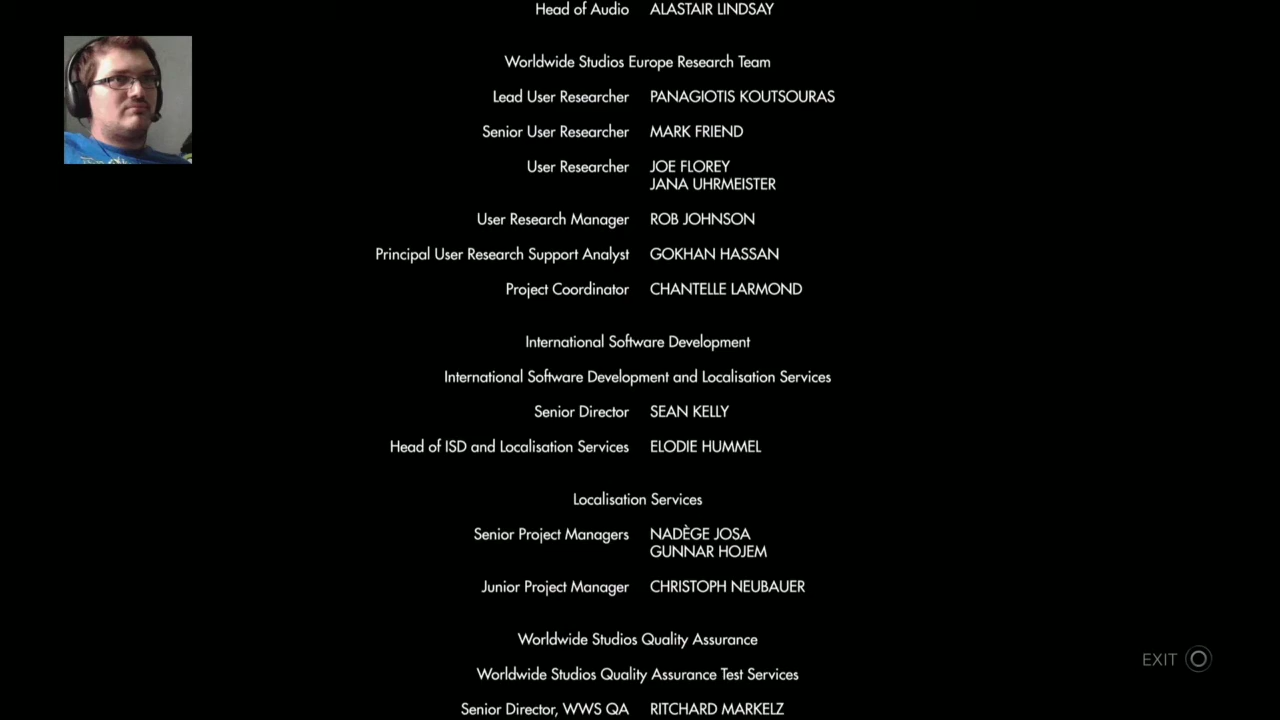 Head of Audio ALASTAIR LINDSAY
Worldwide Studios Europe Research Team
Lead User Researcher PANAGIOTIS KOUTSOURAS
Senior User Researcher MARK FRIEND
User Researcher JOE FLOREY
JANA UHRMEISTER
User Research Manager ROB JOHNSON
Principal User Research Support Analyst GOKHAN HASSAN
Project Coordinator CHANTELLE LARMOND
International Software Development
International Software Development and Localisation Services
Senior Director SEAN KELLY
Head of ISD and Localisation Services ELODIE HUMMEL
Localisation Services
Senior Project Managers NADÈGE JOSA
GUNNAR HOJEM
Junior Project Manager CHRISTOPH NEUBAUER
Worldwide Studios Quality Assurance
EXIT
Worldwide Studios Quality Assurance Test Services
Senior Director, WWS QA RITCHARD MARKELZ